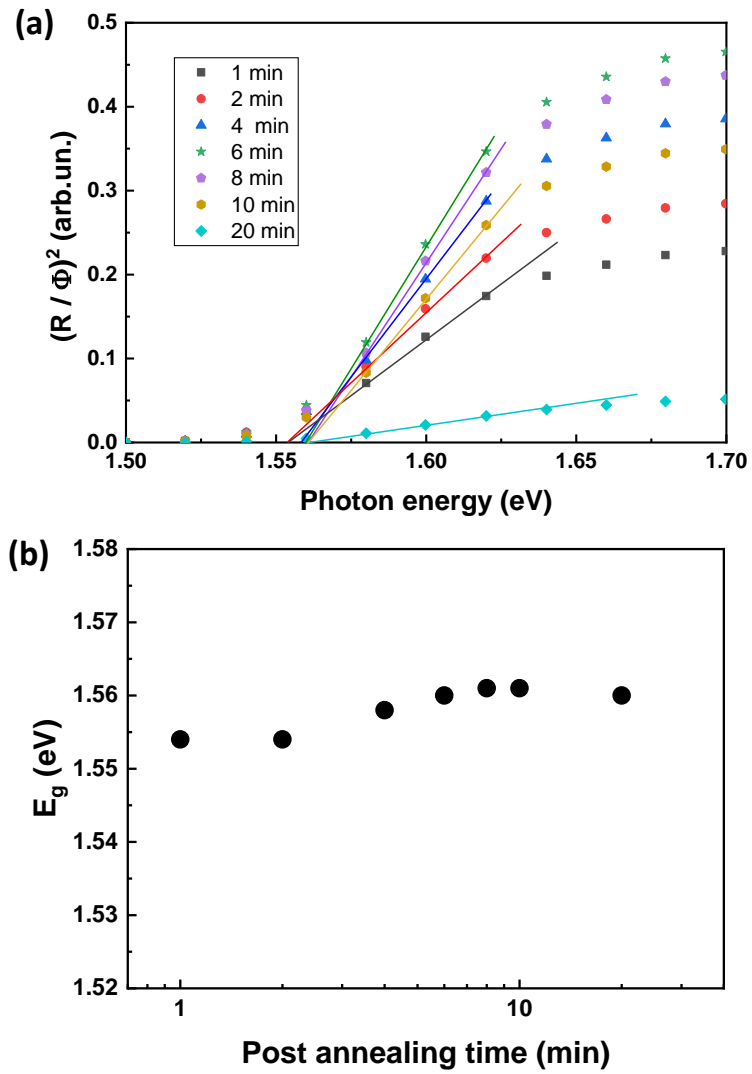 (a)
0.5
0.4
0.3
0.2
0.1
0.0
(R / Φ)² (arb.un.)
1 min
2 min
4  min
6 min
8 min
10 min
20 min
1.50 1.55 1.60 1.65 1.70
Photon energy (eV)
(b)
1.58
1.57
1.56
1.55
1.54
1.53
1.52
E_g (eV)
1 10
Post annealing time (min)